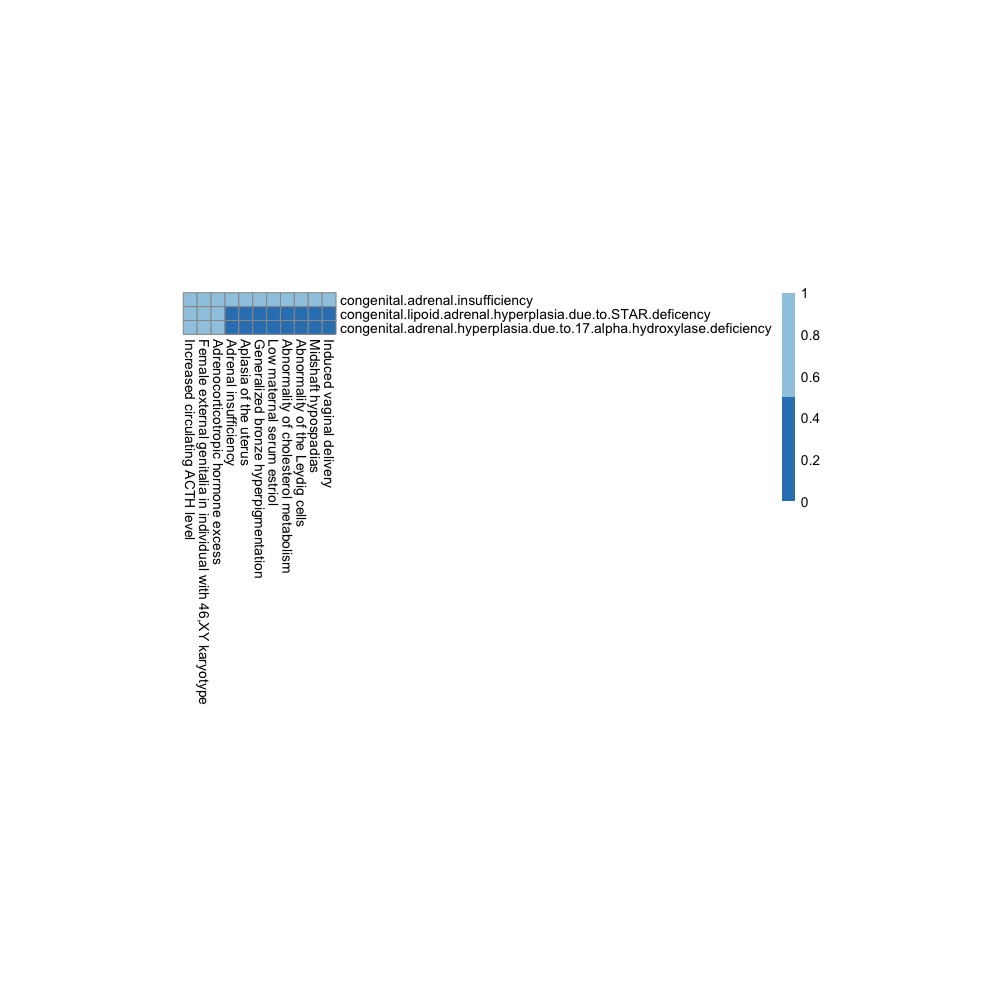 congenital.adrenal.insufficiency
congenital.lipoid.adrenal.hyperplasia.due.to.STAR.deficency
congenital.adrenal.hyperplasia.due.to.17.alpha.hydroxylase.deficiency
1
0.8
0.6
0.4
0.2
0
Increased circulating ACTH level
Female external genitalia in individual with 46,XY karyotype
Adrenocorticotropic hormone excess
Adrenal insufficiency
Aplasia of the uterus
Generalized bronze hyperpigmentation
Low maternal serum estriol
Abnormality of cholesterol metabolism
Abnormality of the Leydig cells
Midshaft hypospadias
Induced vaginal delivery